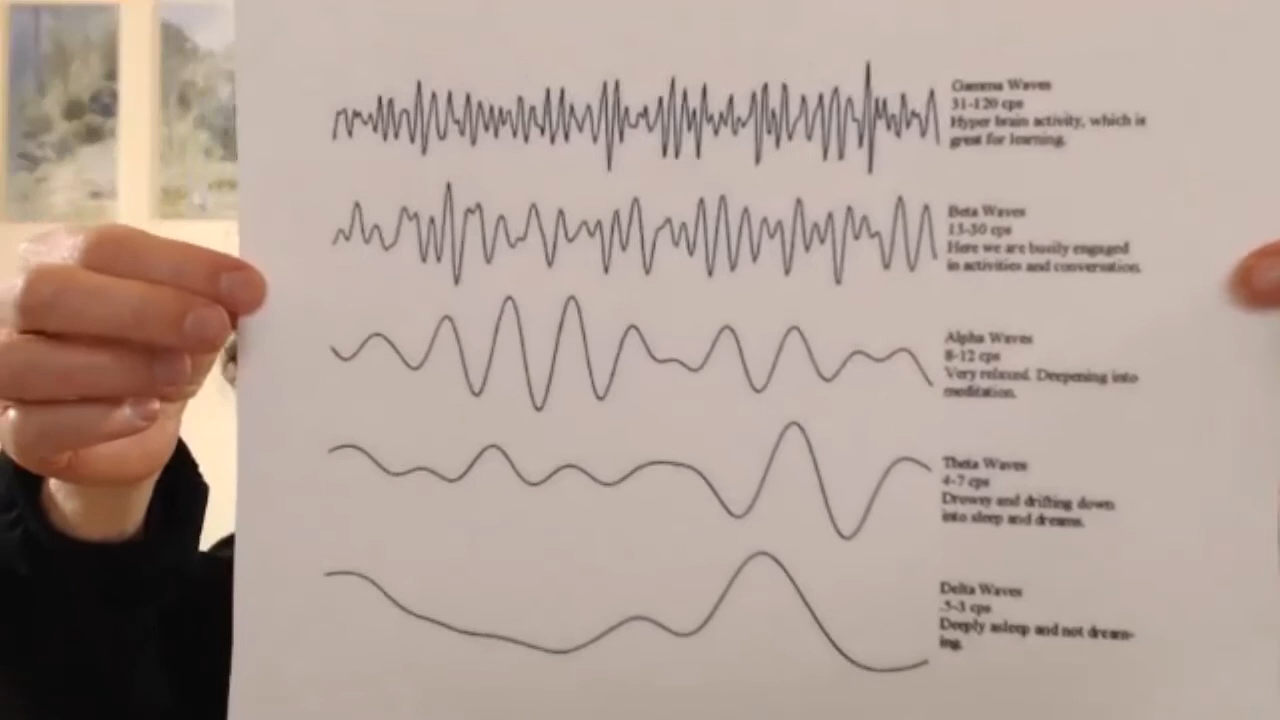 Gamma Waves
31-120 cps
Hyper brain activity, which is
great for learning.
Beta Waves
13-30 cps
Here we are busily engaged
in activities and conversation.
Alpha Waves
8-12 cps
Very relaxed. Deepening into
meditation.
Theta Waves
4-7 cps
Drowsy and drifting down
into sleep and dreams.
Delta Waves
.5-3 cps
Deeply asleep and not dream-
ing.